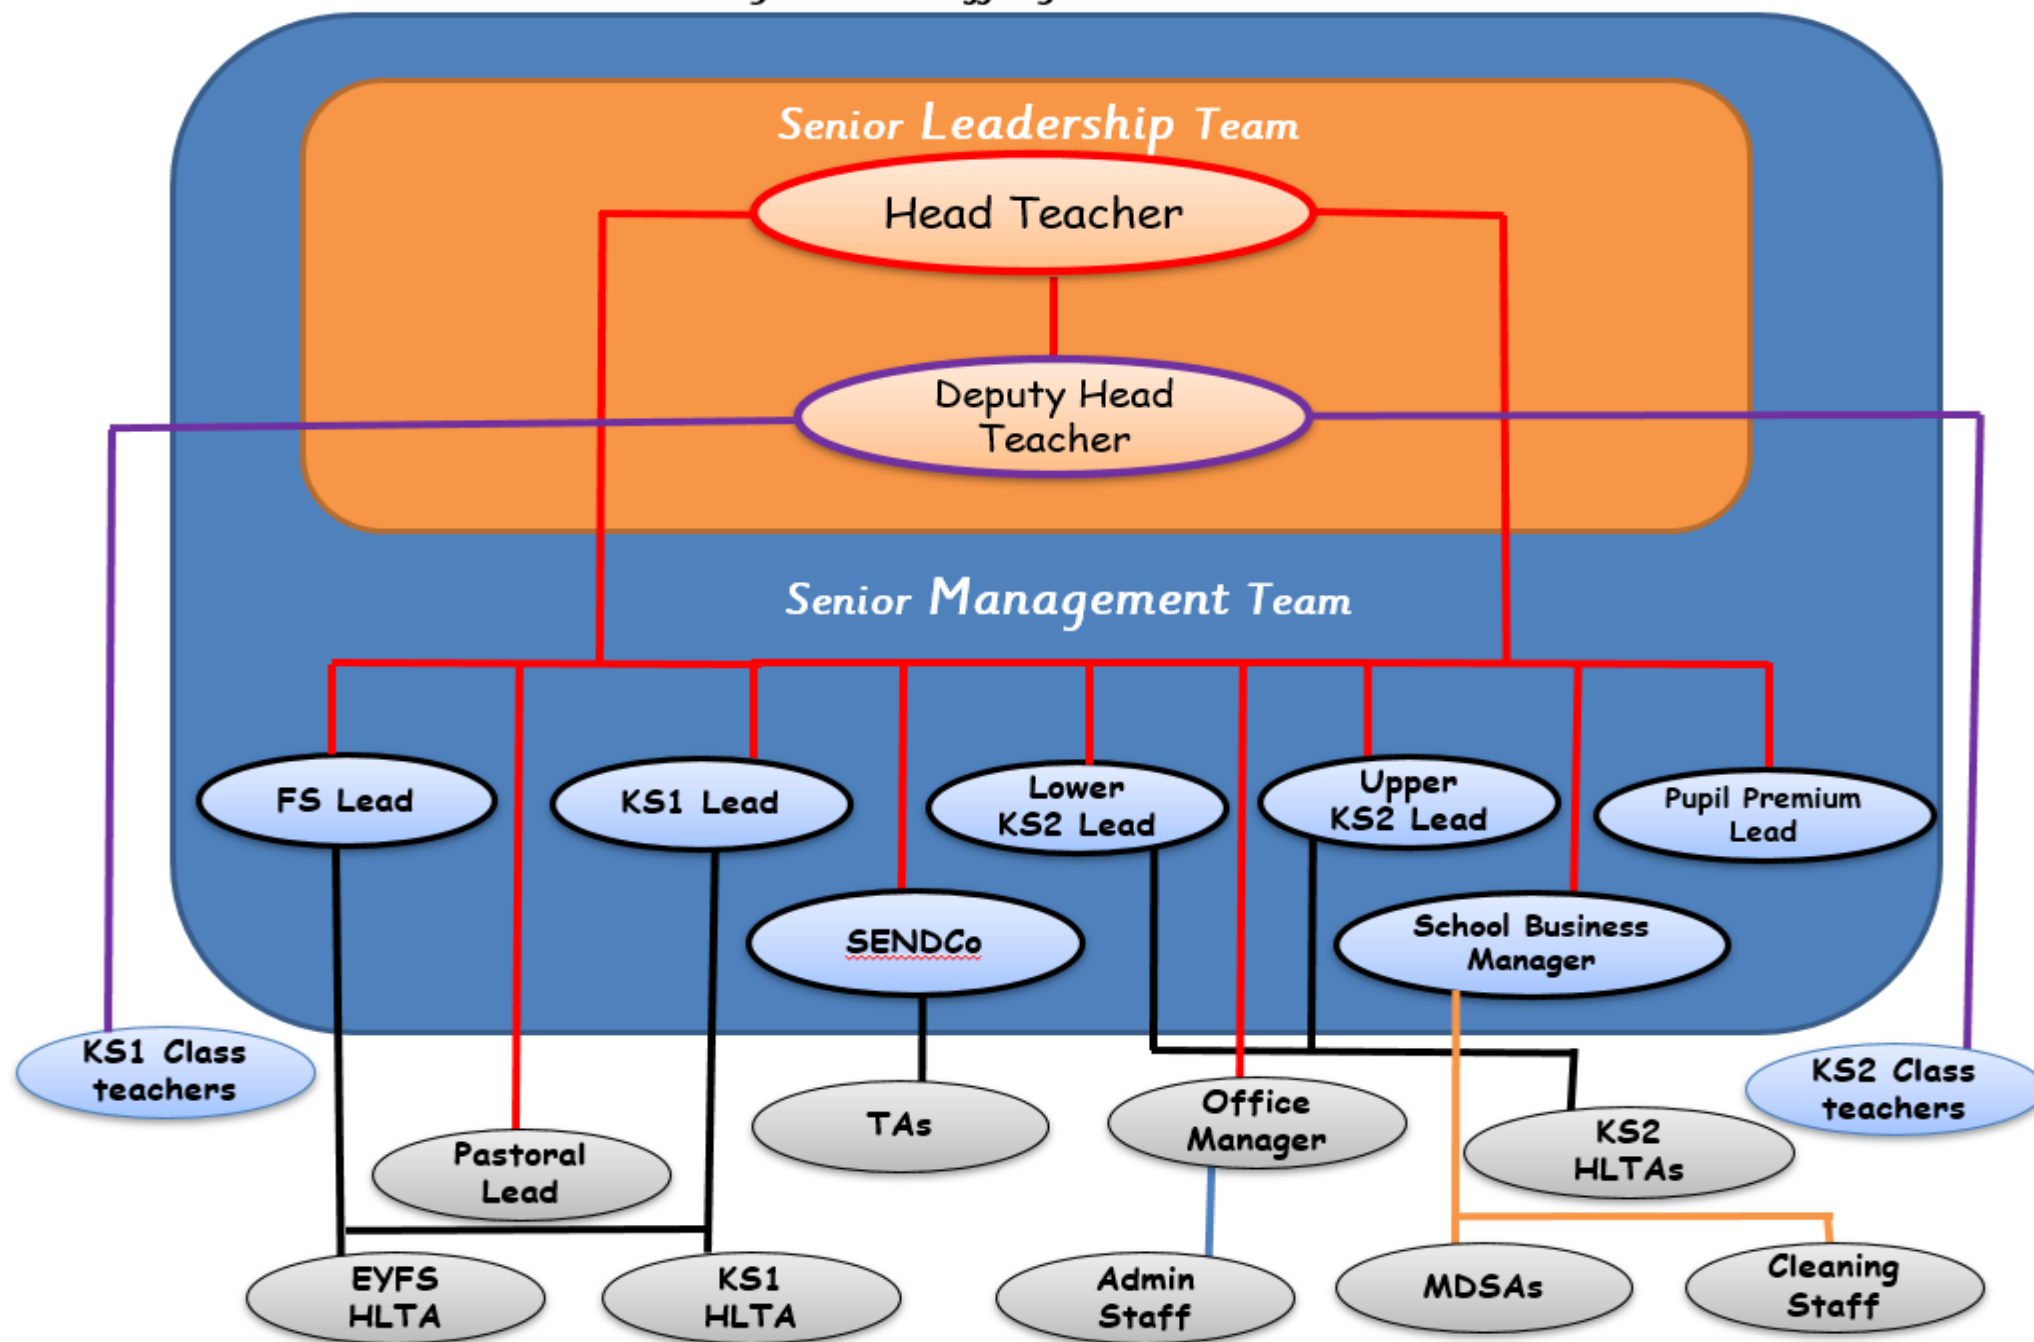 Senior Leadership Team
Head Teacher
Deputy Head
Teacher
Senior Management Team
FS Lead
KS1 Lead
Lower
KS2 Lead
Upper
KS2 Lead
Pupil Premium
Lead
SENDCo
School Business
Manager
KS1 Class
teachers
KS2 Class
teachers
Pastoral
Lead
TAs
Office
Manager
KS2
HLTAs
EYFS
HLTA
KS1
HLTA
Admin
Staff
MDSAs
Cleaning
Staff